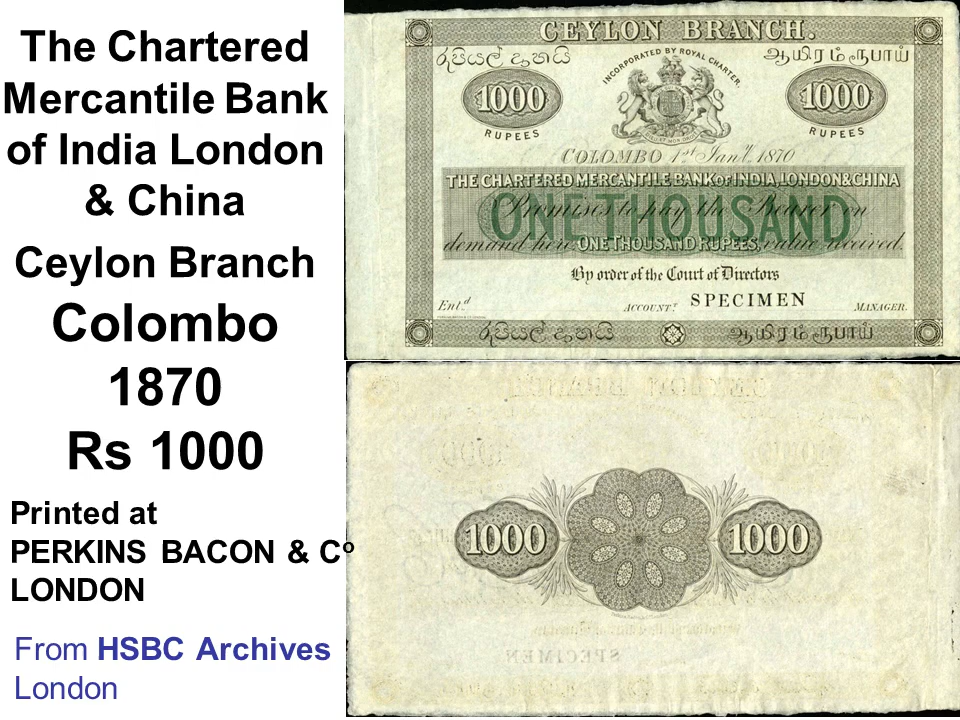 The Chartered
Mercantile Bank
of India London
& China
Ceylon Branch
Colombo
1870
Rs 1000
Printed at
PERKINS BACON & Cº
LONDON
From HSBC Archives
London
CEYLON BRANCH.
රුපියල් දාහයි
ஆயிரம் ரூபாய்
INCORPORATED BY ROYAL CHARTER.
1000
1000
RUPEES
RUPEES
COLOMBO 1st Jany. 1870
THE CHARTERED MERCANTILE BANK OF INDIA, LONDON & CHINA
Promises to pay the Bearer on
ONE THOUSAND
demand here ONE THOUSAND RUPEES, value received.
By order of the Court of Directors
Entd
ACCOUNTt
SPECIMEN
MANAGER.
රුපියල් දාහයි
ஆயிரம் ரூபாய்
1000
1000
SPECIMEN